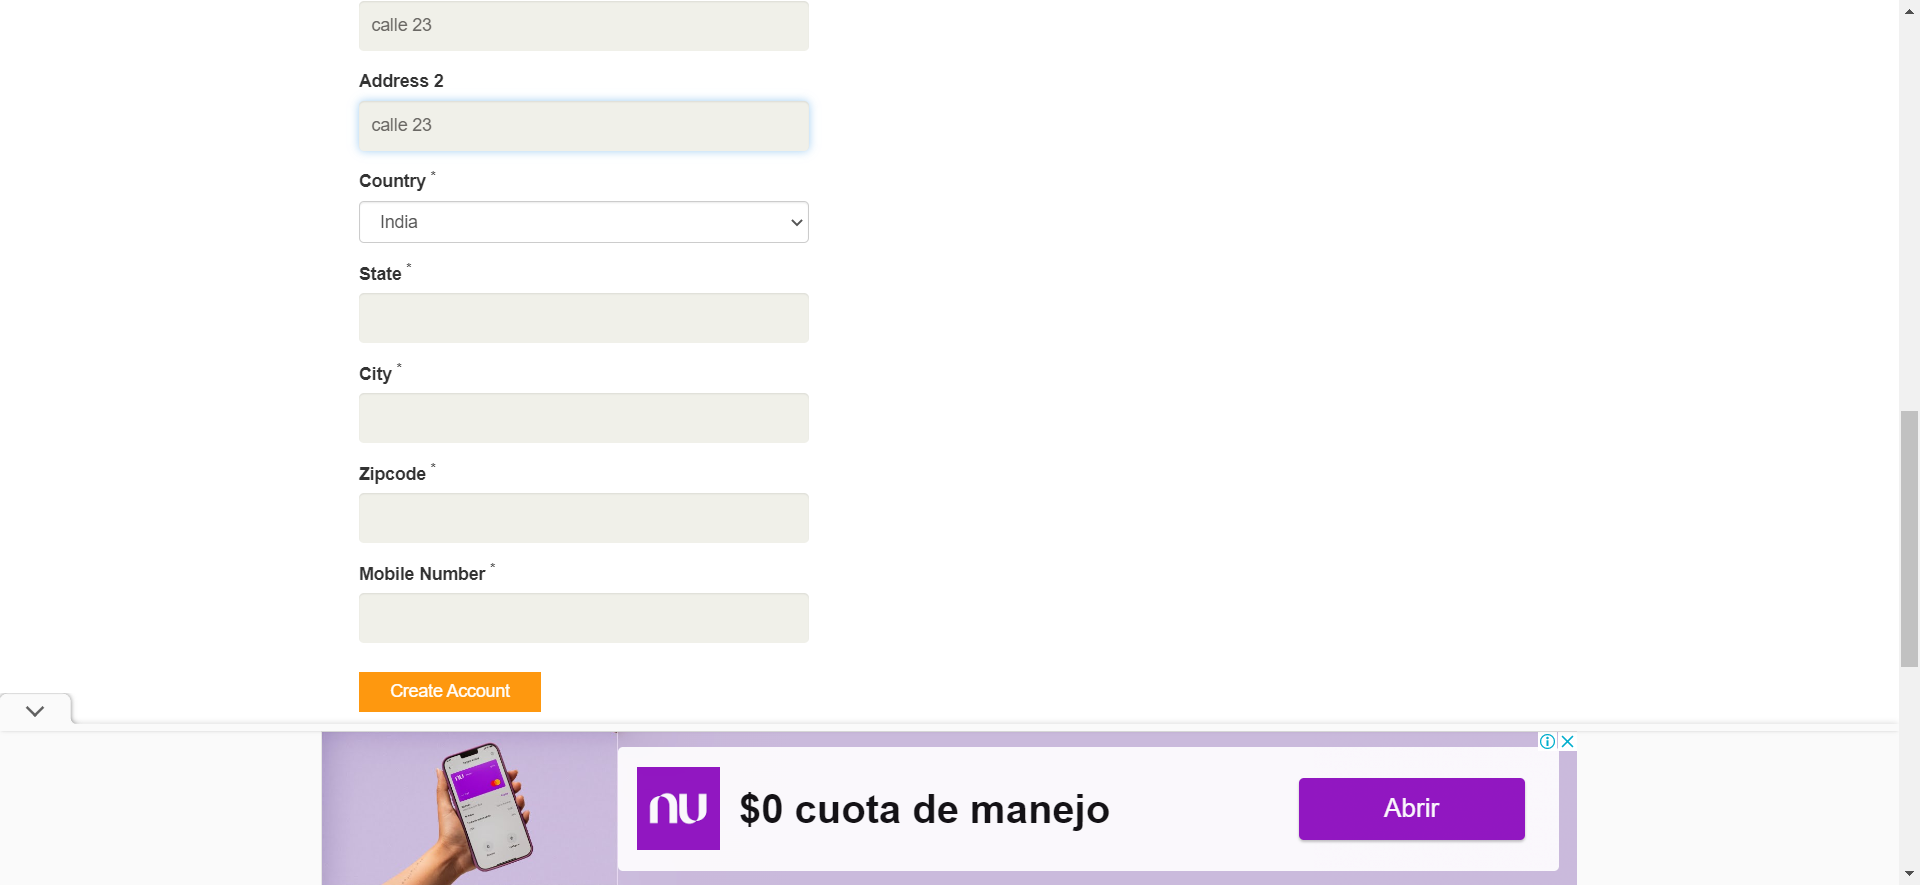 calle 23
Address 2
calle 23
Country *
India
State *
City *
Zipcode *
Mobile Number *
Create Account
nu
$0 cuota de manejo
Abrir